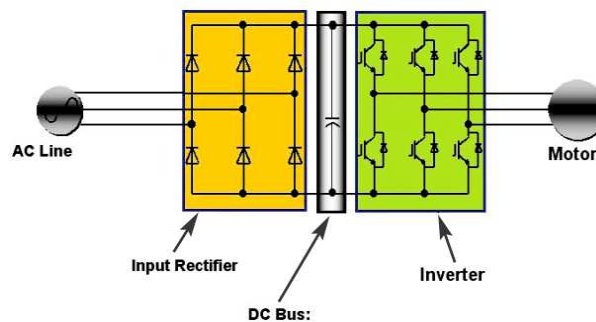 AC Line
Motor
Input Rectifier
Inverter
DC Bus: